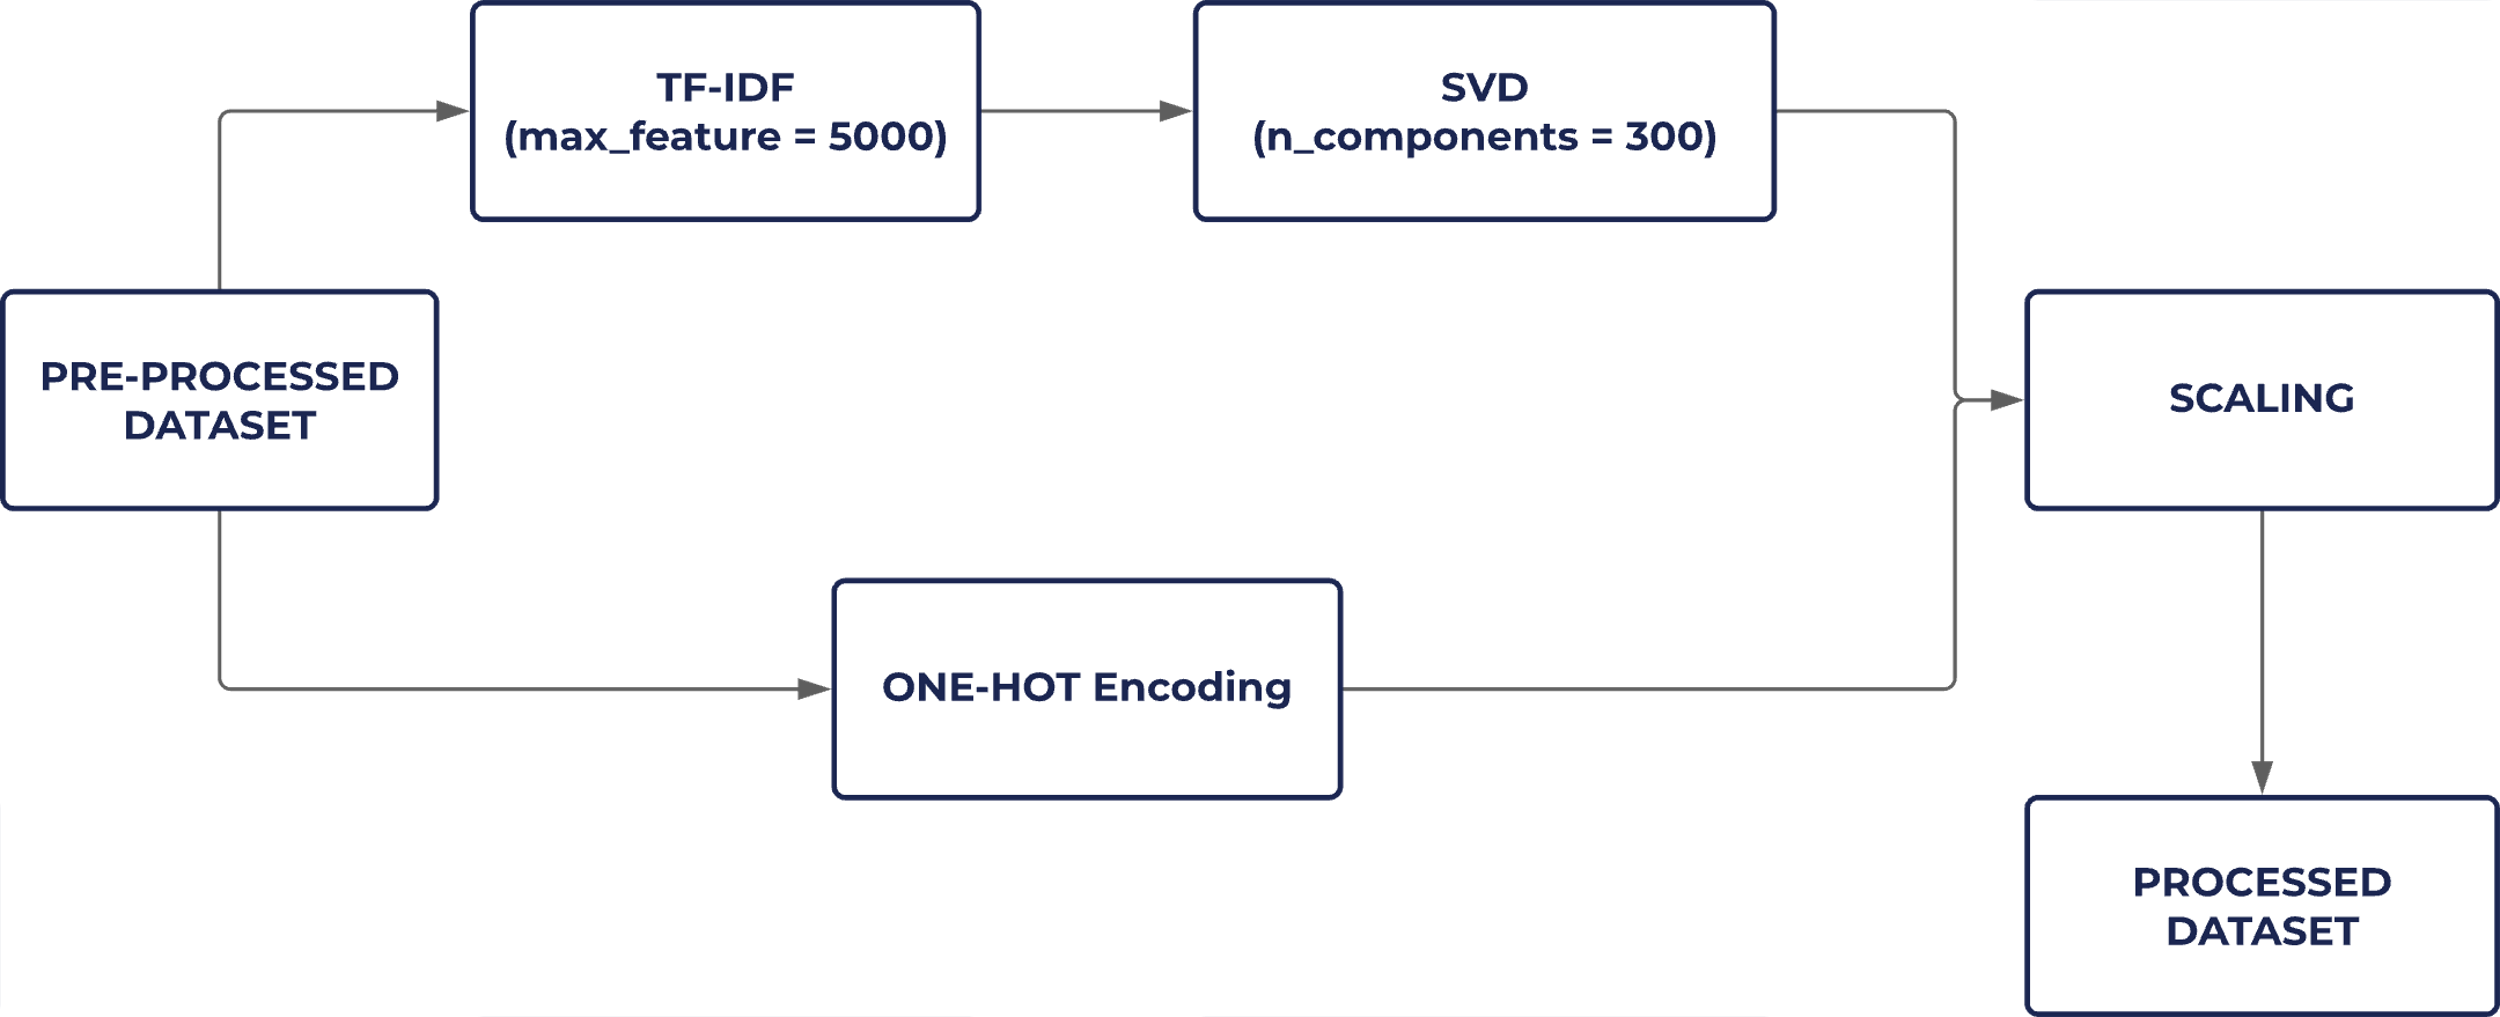 TF-IDF
(max_feature = 5000)
SVD
(n_components = 300)
PRE-PROCESSED
DATASET
SCALING
ONE-HOT Encoding
PROCESSED
DATASET